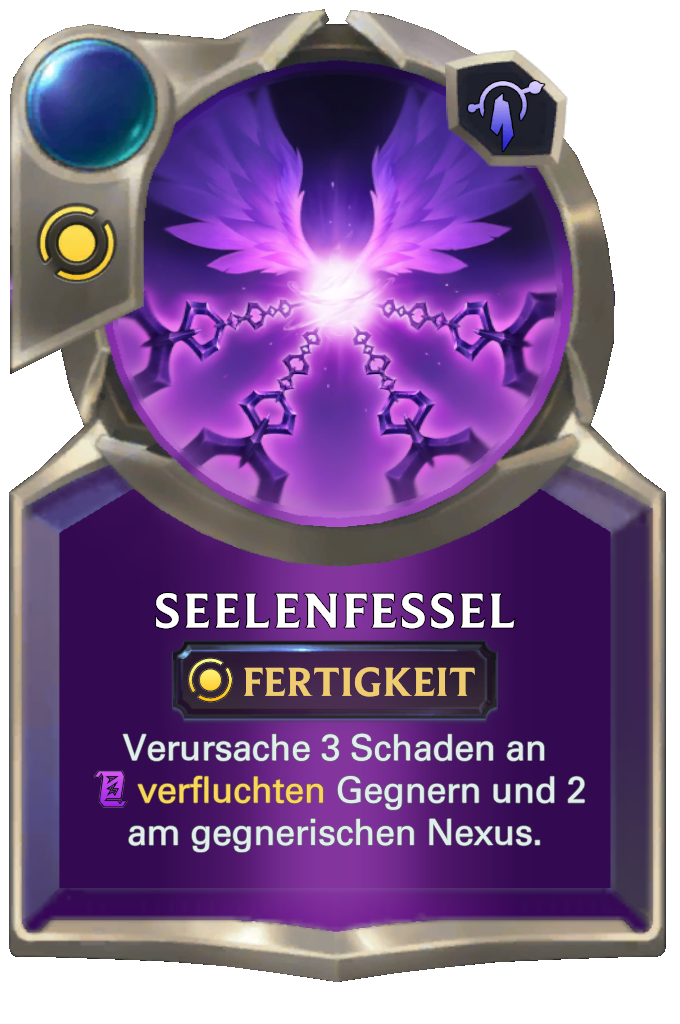 SEELENFESSEL
FERTIGKEIT
Verursache 3 Schaden an
verfluchten Gegnern und 2
am gegnerischen Nexus.